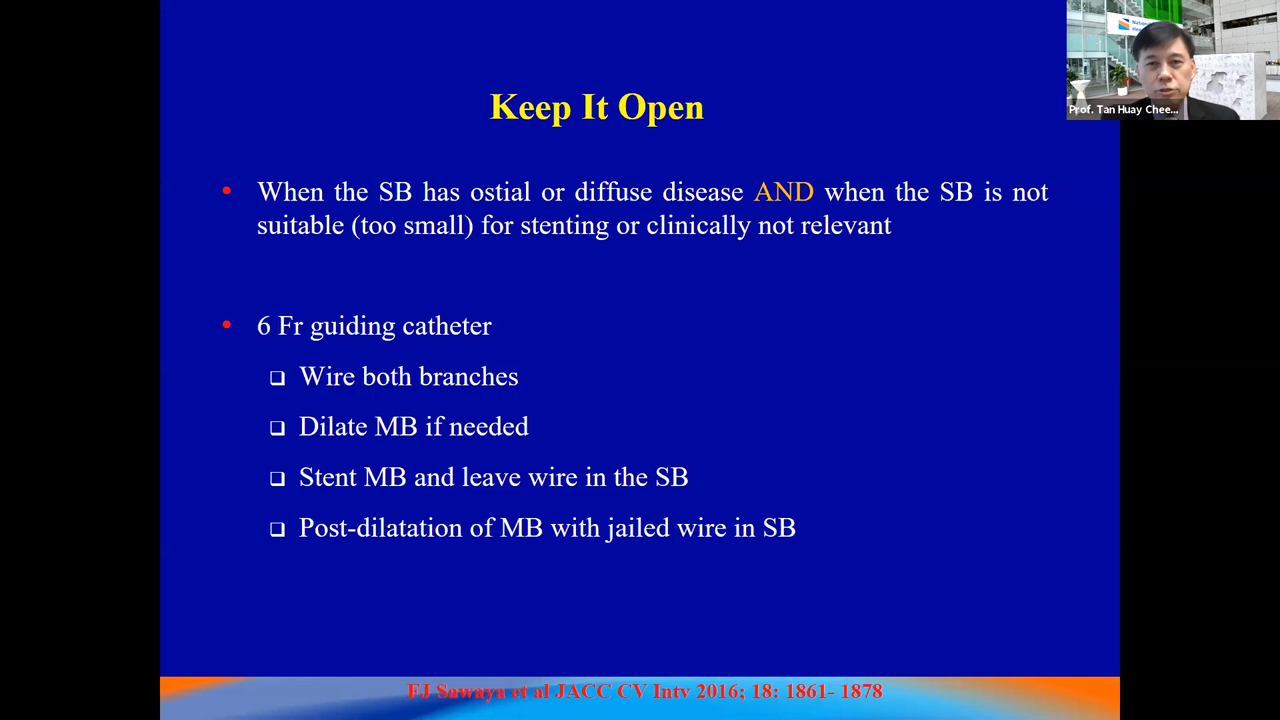 Keep It Open
• When the SB has ostial or diffuse disease AND when the SB is not
suitable (too small) for stenting or clinically not relevant
• 6 Fr guiding catheter
❑ Wire both branches
❑ Dilate MB if needed
❑ Stent MB and leave wire in the SB
❑ Post-dilatation of MB with jailed wire in SB
FJ Sawaya et al JACC CV Intv 2016; 18: 1861- 1878
Prof. Tan Huay Chee...